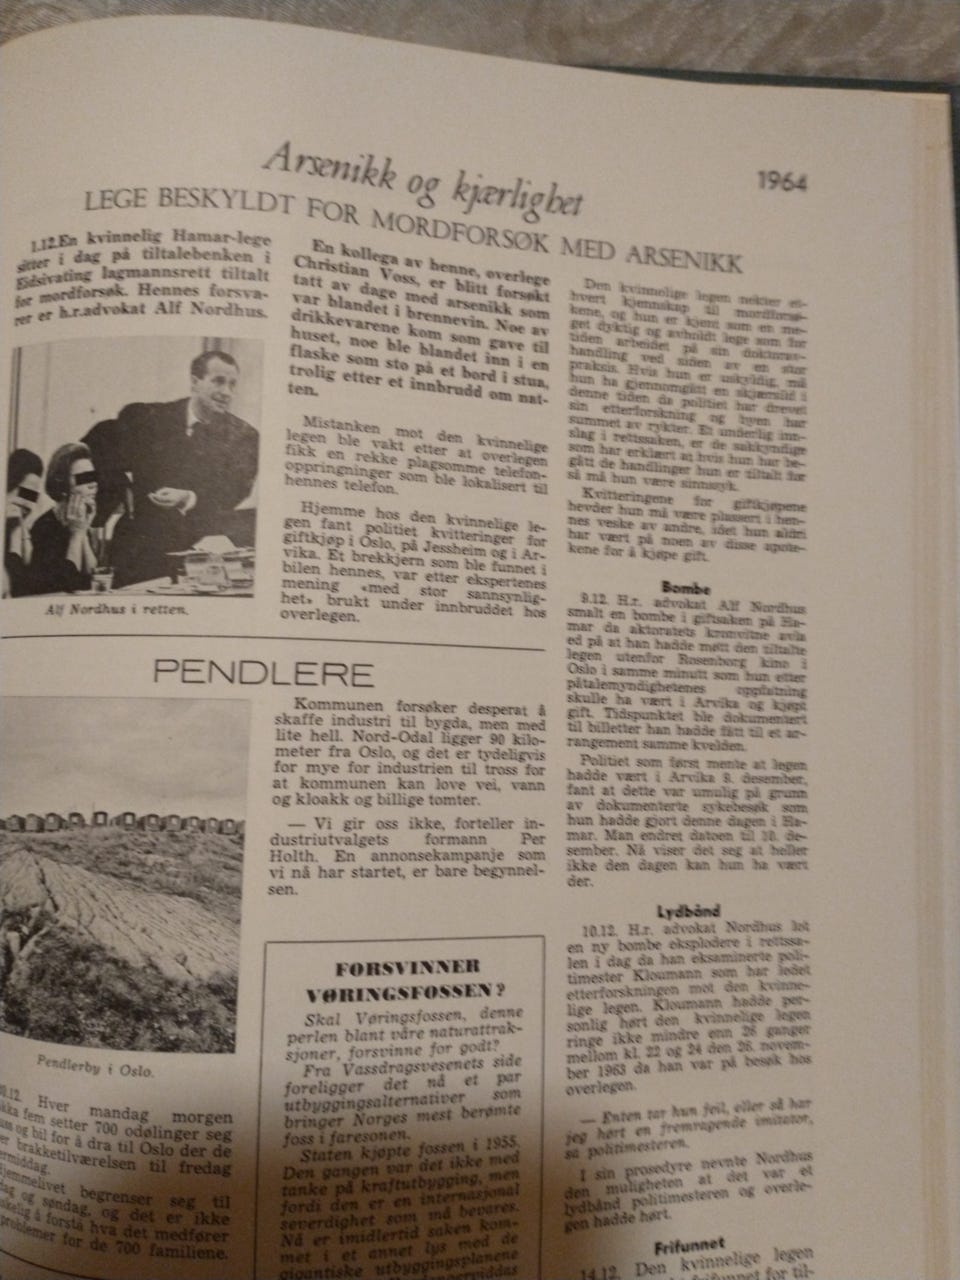 1964
Arsenikk og kjærlighet
LEGE BESKYLDT FOR MORDFORSØK MED ARSENIKK
1.12. En kvinnelig Hamar-lege
sitter i dag på tiltalebenken i
Eidsivating lagmannsrett tiltalt
for mordforsøk. Hennes forsva-
rer er h.r.advokat Alf Nordhus.
Alf Nordhus i retten.
En kollega av henne, overlege
Christian Voss, er blitt forsøkt
tatt av dage med arsenikk som
var blandet i brennevin. Noe av
drikkevarene kom som gave til
huset, noe ble blandet inn i en
flaske som sto på et bord i stua,
trolig etter et innbrudd om nat-
ten.
Mistanken mot den kvinnelige
legen ble vakt etter at overlegen
fikk en rekke plagsomme telefon-
oppringninger som ble lokalisert til
hennes telefon.
Hjemme hos den kvinnelige le-
gen fant politiet kvitteringer for
giftkjøp i Oslo, på Jessheim og i Ar-
vika. Et brekkjern som ble funnet i
bilen hennes, var etter ekspertenes
mening «med stor sannsynlig-
het» brukt under innbruddet hos
overlegen.
Den kvinnelige legen nekter et-
hvert kjennskap til mordforsø-
kene, og hun er kjent som en me-
get dyktig og avholdt lege som for
tiden arbeidet på sin doktorav-
handling ved siden av en stor
praksis. Hvis hun er uskyldig, må
hun ha gjennomgått en skjærsild i
denne tiden da politiet har drevet
sin etterforskning og byen har
summet av rykter. Et underlig inn-
slag i rettssaken, er de sakkyndige
som har erklært at hvis hun har be-
gått de handlinger hun er tiltalt for
så må hun være sinnssyk.
Kvitteringene for giftkjøpene
hevder hun må være plassert i hen-
nes veske av andre, idet hun aldri
har vært på noen av disse apote-
kene for å kjøpe gift.
Bombe
9.12. H.r. advokat Alf Nordhus
smalt en bombe i giftsaken på Ha-
mar da aktoratets kronvitne avla
ed på at han hadde møtt den tiltalte
legen utenfor Rosenborg kino i
Oslo i samme minutt som hun etter
påtalemyndighetenes oppfatning
skulle ha vært i Arvika og kjøpt
gift. Tidspunktet ble dokumentert
til billetter han hadde fått til et ar-
rangement samme kvelden.
Politiet som først mente at legen
hadde vært i Arvika 9. desember,
fant at dette var umulig på grunn
av dokumenterte sykebesøk som
hun hadde gjort denne dagen i Ha-
mar. Man endret datoen til 10. de-
sember. Nå viser det seg at heller
ikke den dagen kan hun ha vært
der.
Lydbånd
10.12. H.r. advokat Nordhus lot
en ny bombe eksplodere i rettssa-
len i dag da han eksaminerte poli-
timester Kloumann som har ledet
etterforskningen mot den kvinne-
lige legen. Kloumann hadde per-
sonlig hørt den kvinnelige legen
ringe ikke mindre enn 26 ganger
mellom kl. 22 og 24 den 26. novem-
ber 1963 da han var på besøk hos
overlegen.
— Enten tar hun feil, eller så har
jeg hørt en fremragende imitator,
sa politimesteren.
I sin prosedyre nevnte Nordhus
den muligheten at det var et
lydbånd politimesteren og overle-
gen hadde hørt.
Frifunnet
14.12. Den kvinnelige legen
frifunnet for til-
PENDLERE
Pendlerby i Oslo.
10.12. Hver mandag morgen
fem setter 700 odølinger seg
og bil for å dra til Oslo der de
brakketilværelsen til fredag
begrenser seg til
og søndag, og det er ikke
å forstå hva det medfører
problemer for de 700 familiene.
Kommunen forsøker desperat å
skaffe industri til bygda, men med
lite hell. Nord-Odal ligger 90 kilo-
meter fra Oslo, og det er tydeligvis
for mye for industrien til tross for
at kommunen kan love vei, vann
og kloakk og billige tomter.
— Vi gir oss ikke, forteller in-
dustriutvalgets formann Per
Holth. En annonsekampanje som
vi nå har startet, er bare begynnel-
sen.
FORSVINNER
VØRINGSFOSSEN?
Skal Vøringsfossen, denne
perlen blant våre naturattrak-
sjoner, forsvinne for godt?
Fra Vassdragsvesenets side
foreligger det nå et par
utbyggingsalternativer som
bringer Norges mest berømte
foss i faresonen.
Staten kjøpte fossen i 1955.
Den gangen var det ikke med
tanke på kraftutbygging, men
fordi den er en internasjonal
severdighet som må bevares.
Nå er imidlertid saken kom-
met i et annet lys med de
gigantiske utbyggingsplanene